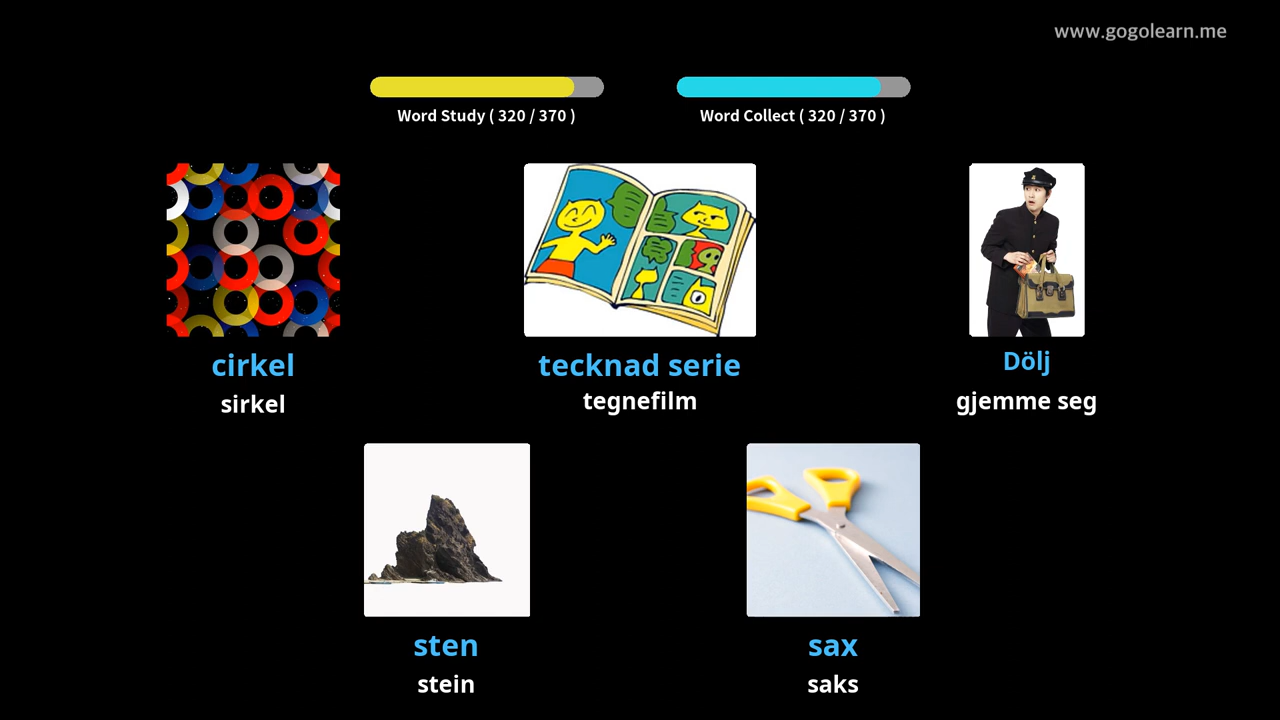 www.gogolearn.me
Word Study ( 320 / 370 )
Word Collect ( 320 / 370 )
cirkel
sirkel
tecknad serie
tegnefilm
Dölj
gjemme seg
sten
stein
sax
saks